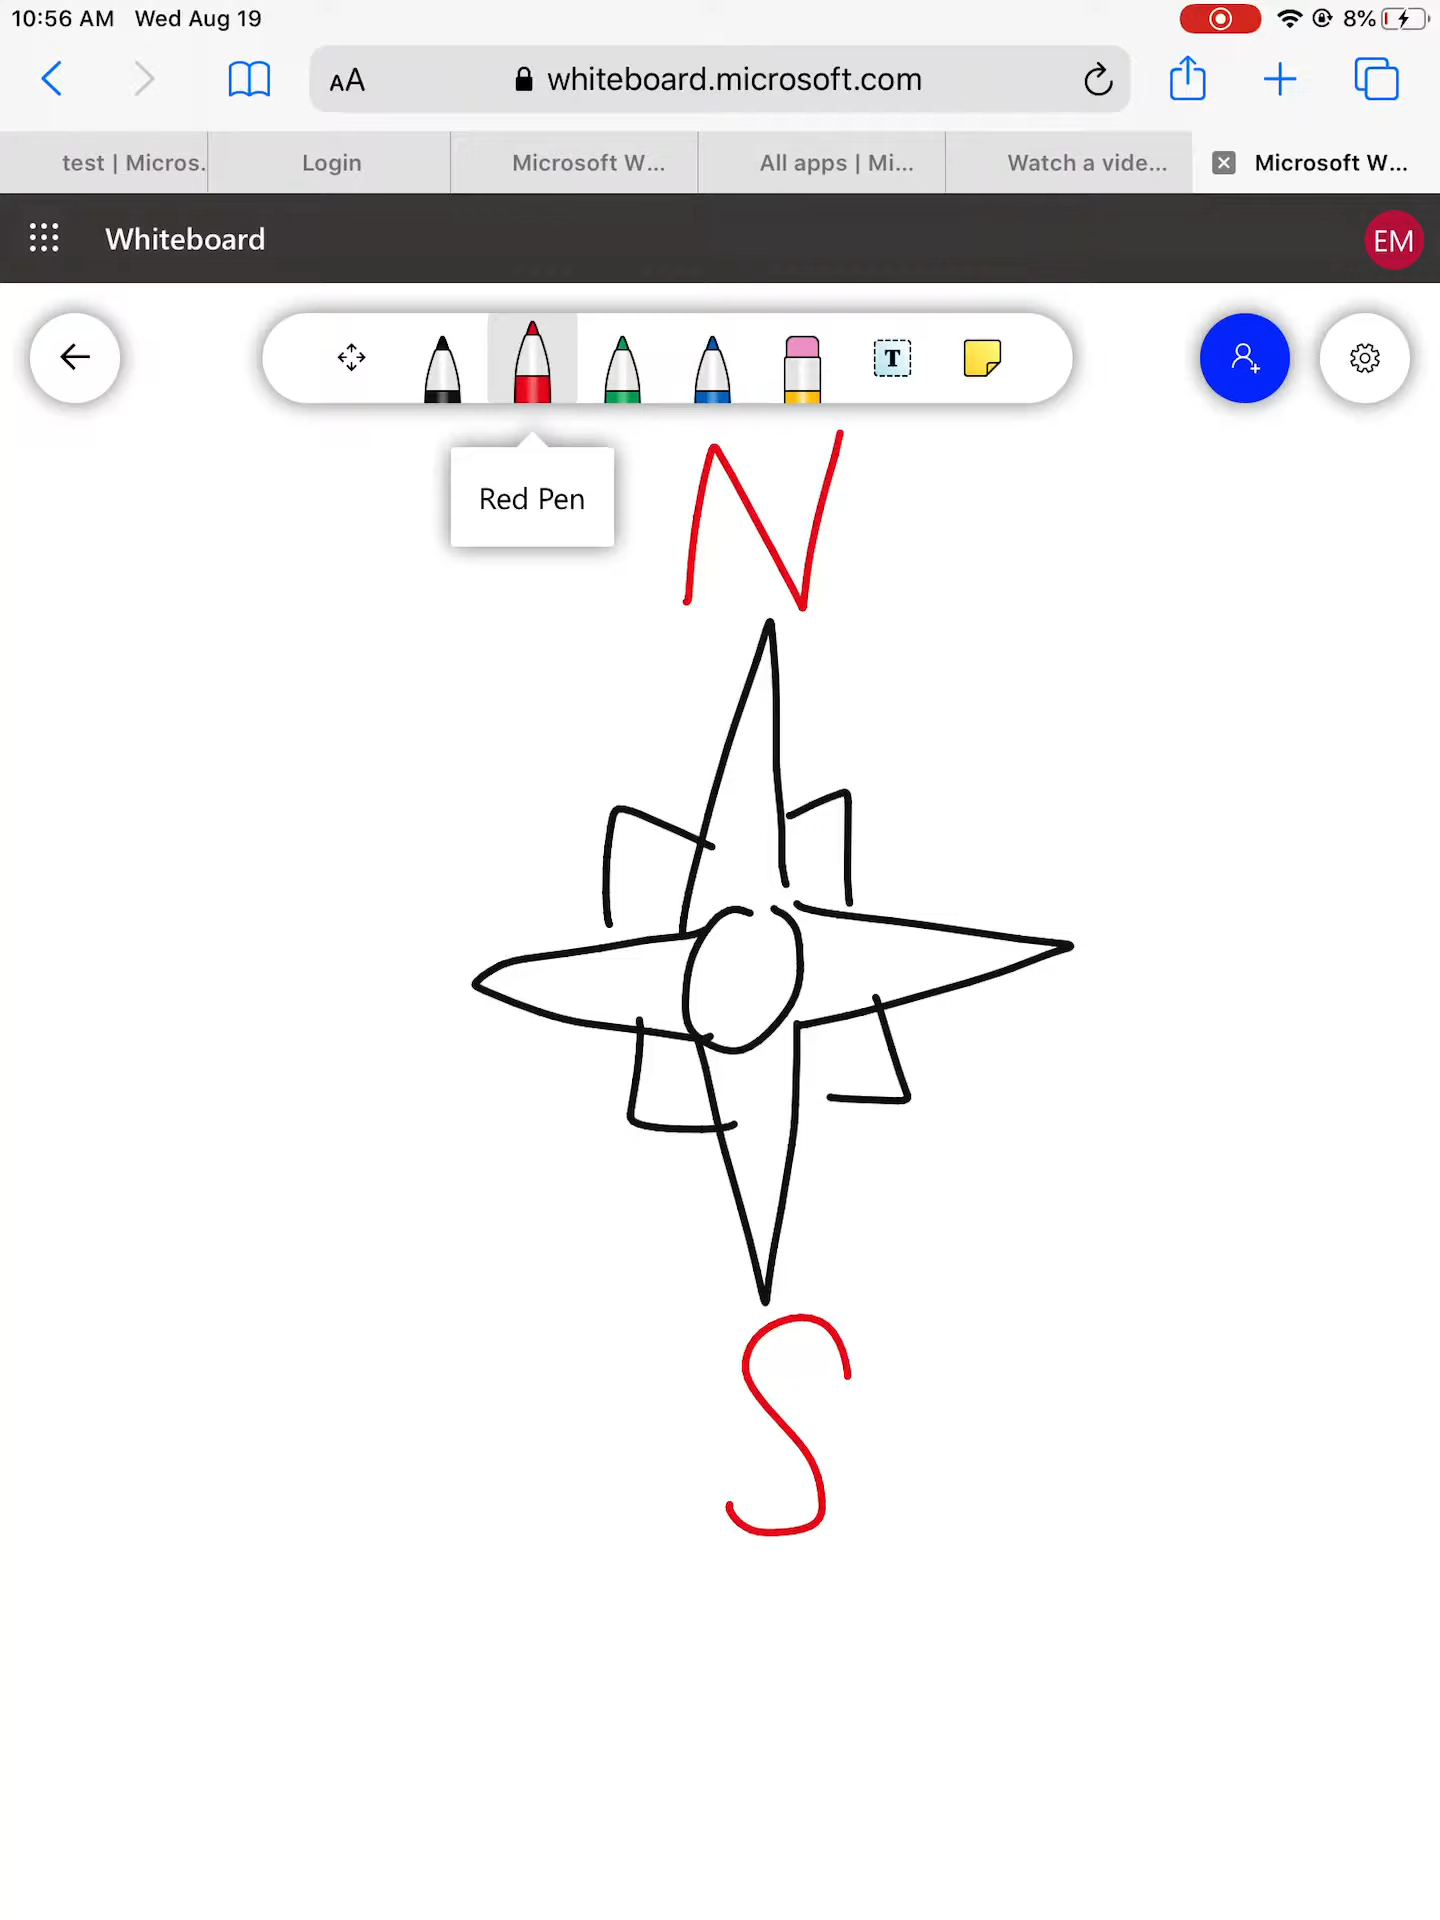 10:56 AM Wed Aug 19 8%
AA whiteboard.microsoft.com
test | Micros. Login Microsoft W... All apps | Mi... Watch a vide... Microsoft W...
Whiteboard EM
T
Red Pen
N
S